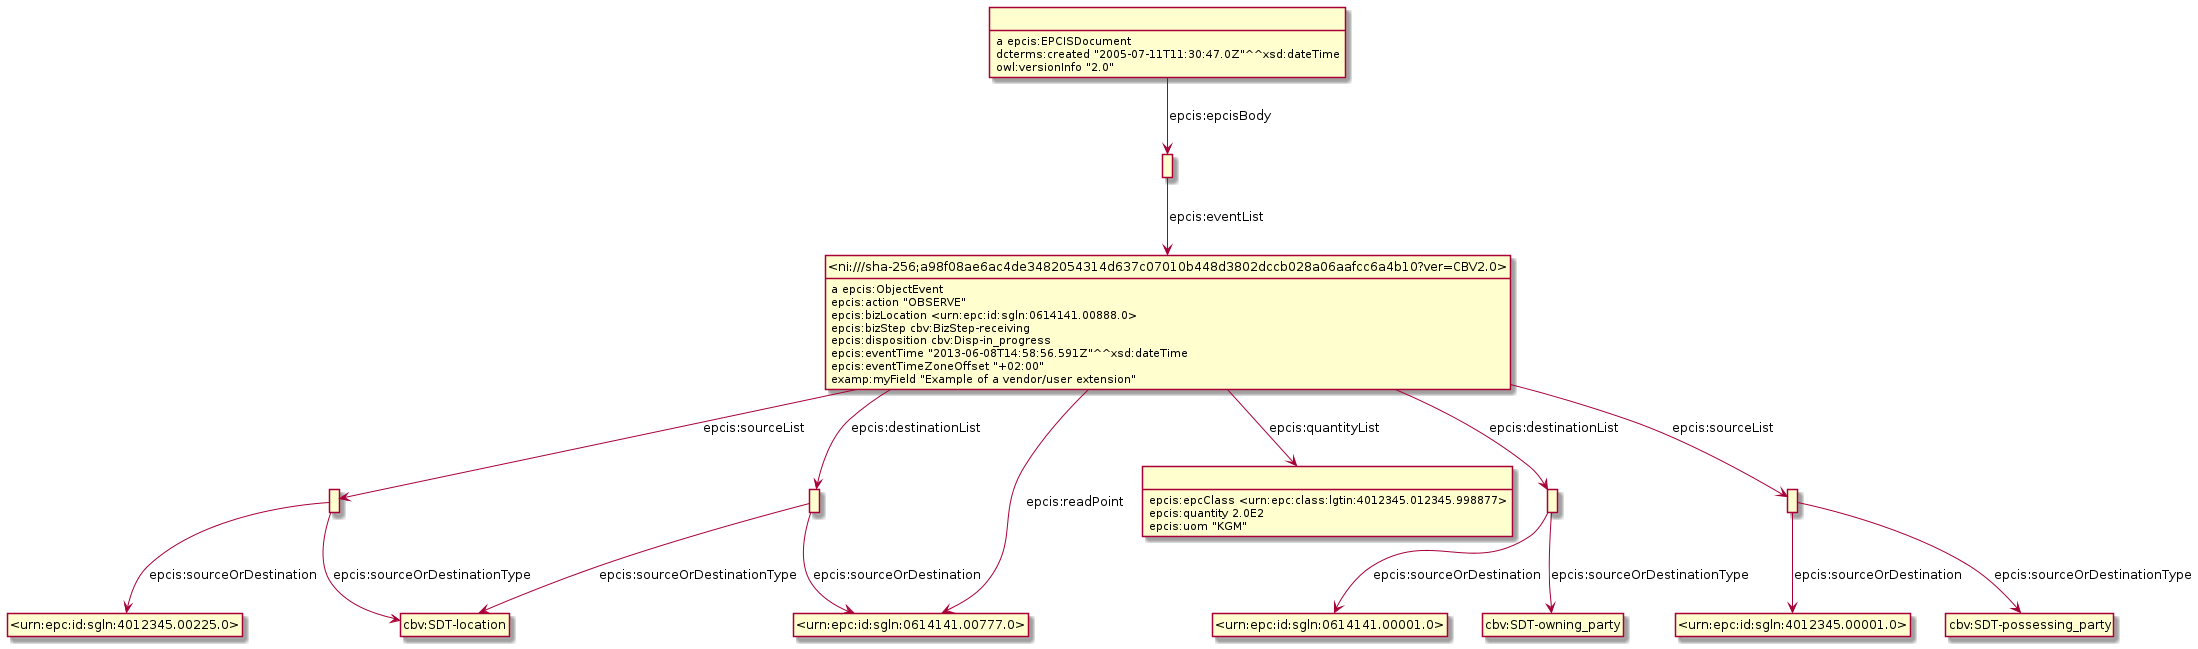 a epcis:EPCISDocument
dcterms:created "2005-07-11T11:30:47.0Z"^^xsd:dateTime
owl:versionInfo "2.0"
epcis:epcisBody
epcis:eventList
<ni:///sha-256;a98f08ae6ac4de3482054314d637c07010b448d3802dccb028a06aafcc6a4b10?ver=CBV2.0>
a epcis:ObjectEvent
epcis:action "OBSERVE"
epcis:bizLocation <urn:epc:id:sgln:0614141.00888.0>
epcis:bizStep cbv:BizStep-receiving
epcis:disposition cbv:Disp-in_progress
epcis:eventTime "2013-06-08T14:58:56.591Z"^^xsd:dateTime
epcis:eventTimeZoneOffset "+02:00"
examp:myField "Example of a vendor/user extension"
epcis:sourceList
epcis:destinationList
epcis:quantityList
epcis:destinationList
epcis:sourceList
epcis:readPoint
epcis:epcClass <urn:epc:class:lgtin:4012345.012345.998877>
epcis:quantity 2.0E2
epcis:uom "KGM"
epcis:sourceOrDestination
epcis:sourceOrDestinationType
epcis:sourceOrDestinationType
epcis:sourceOrDestination
epcis:sourceOrDestination
epcis:sourceOrDestinationType
epcis:sourceOrDestination
epcis:sourceOrDestinationType
<urn:epc:id:sgln:4012345.00225.0>
cbv:SDT-location
<urn:epc:id:sgln:0614141.00777.0>
<urn:epc:id:sgln:0614141.00001.0>
cbv:SDT-owning_party
<urn:epc:id:sgln:4012345.00001.0>
cbv:SDT-possessing_party